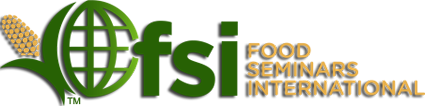 fsi FOOD
SEMINARS
INTERNATIONAL
TM